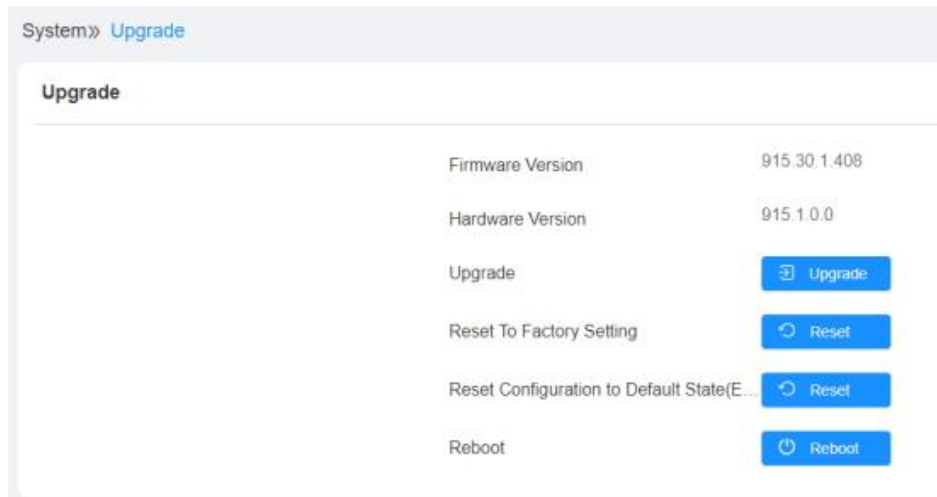 System» Upgrade
Upgrade
Firmware Version 915.30.1.408
Hardware Version 915.1.0.0
Upgrade Upgrade
Reset To Factory Setting Reset
Reset Configuration to Default State(E... Reset
Reboot Reboot